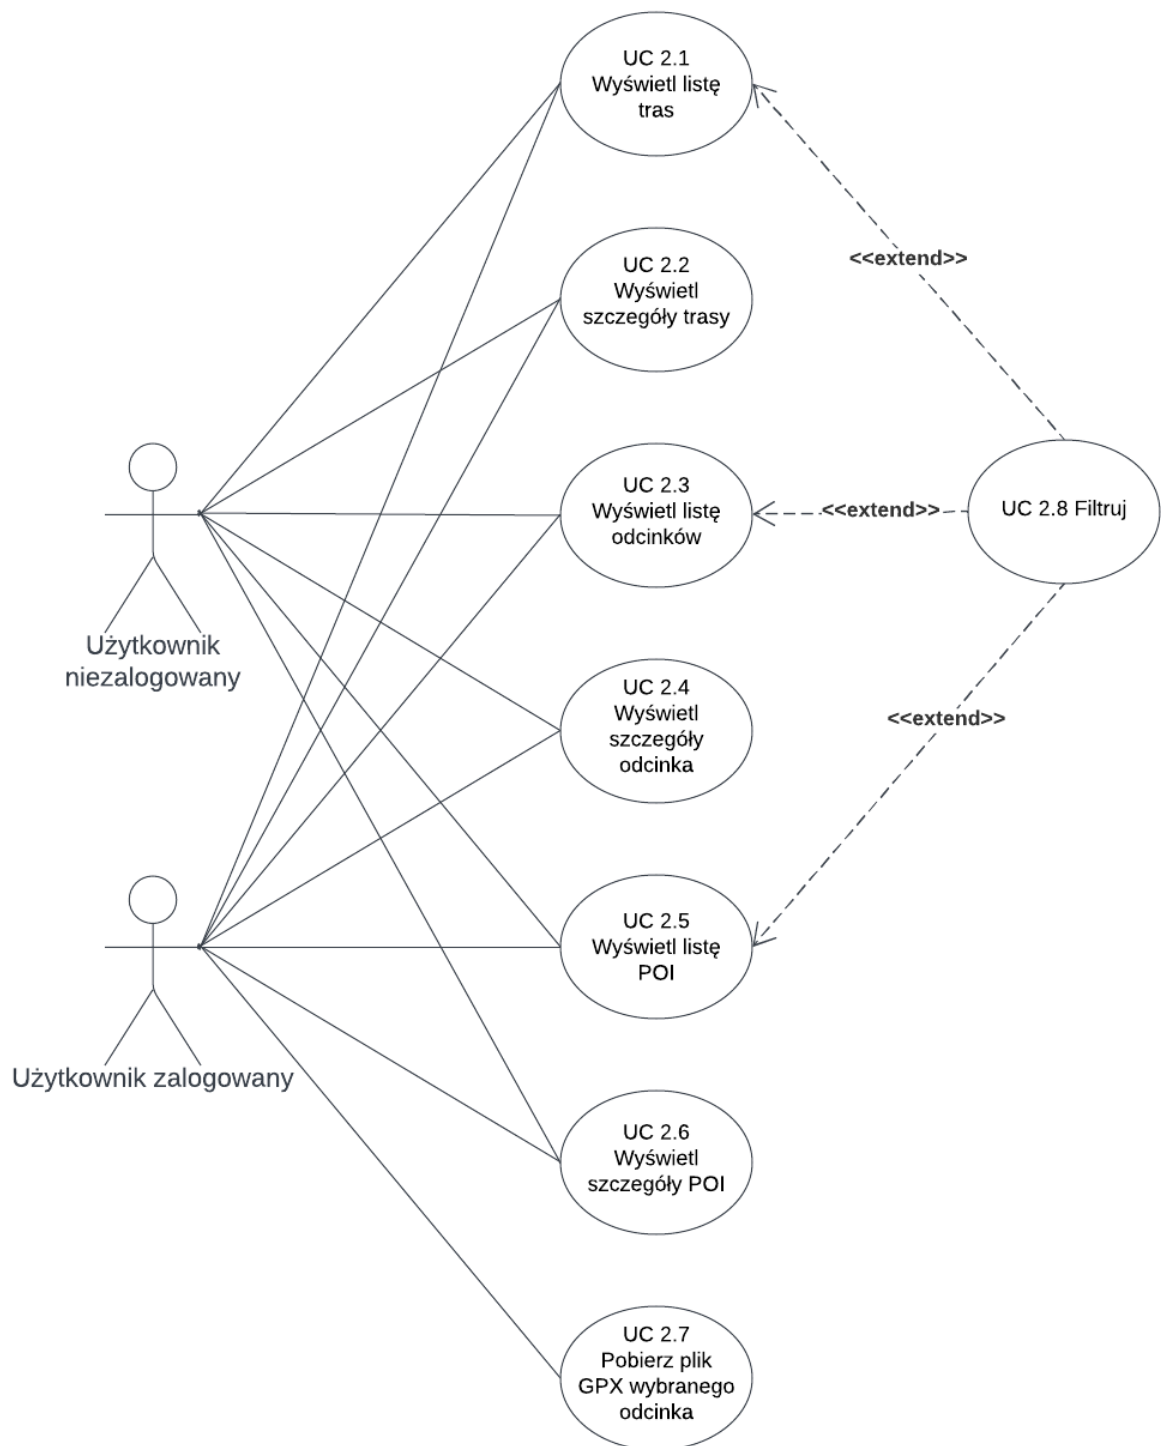 UC 2.1
Wyświetl listę
tras
<<extend>>
UC 2.2
Wyświetl
szczegóły trasy
UC 2.3
Wyświetl listę
odcinków
<<extend>>
UC 2.8 Filtruj
Użytkownik
niezalogowany
UC 2.4
Wyświetl
szczegóły
odcinka
<<extend>>
UC 2.5
Wyświetl listę
POI
Użytkownik zalogowany
UC 2.6
Wyświetl
szczegóły POI
UC 2.7
Pobierz plik
GPX wybranego
odcinka